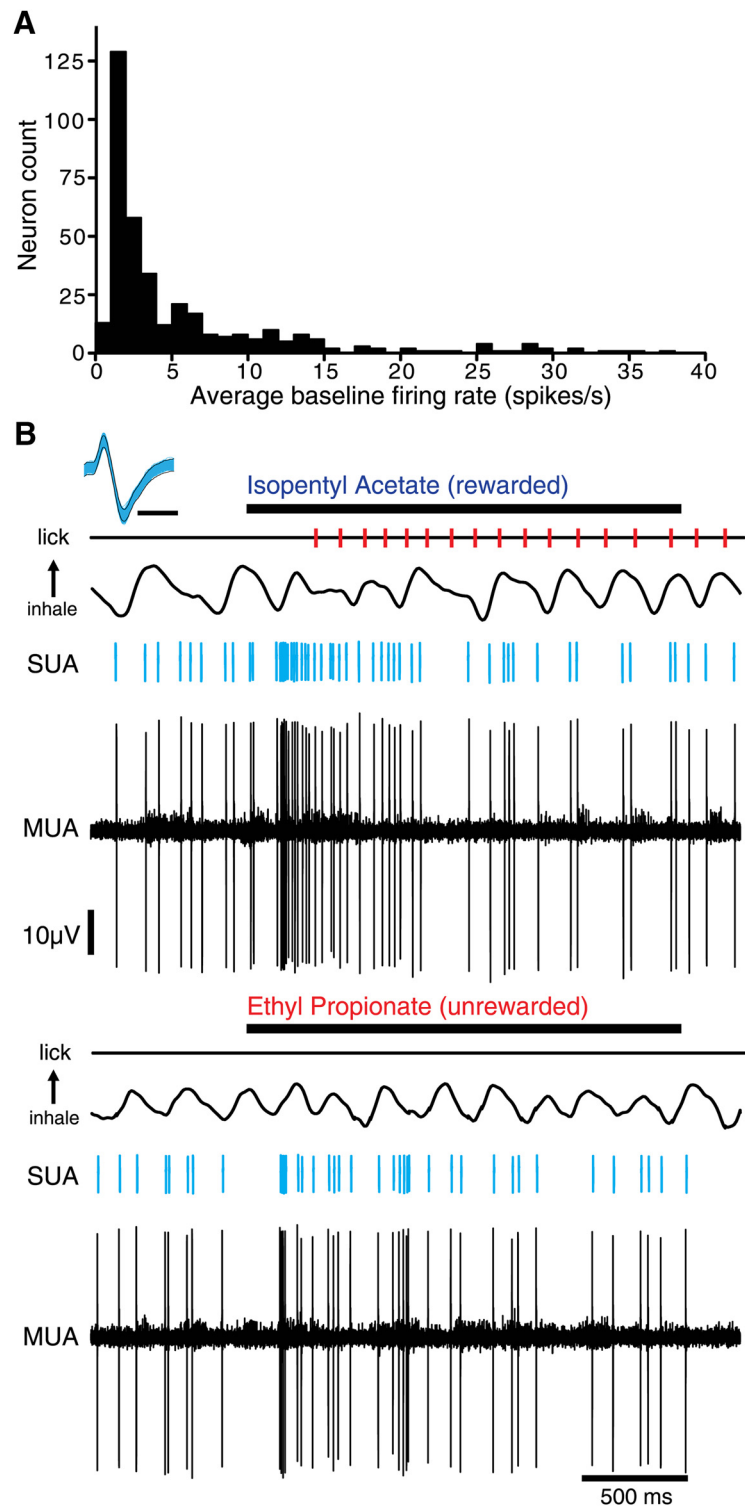 A
125
100
75
50
25
0
Neuron count
0 5 10 15 20 25 30 35 40
Average baseline firing rate (spikes/s)
B
Isopentyl Acetate (rewarded)
lick
inhale
SUA
MUA
10µV
Ethyl Propionate (unrewarded)
lick
inhale
SUA
MUA
500 ms